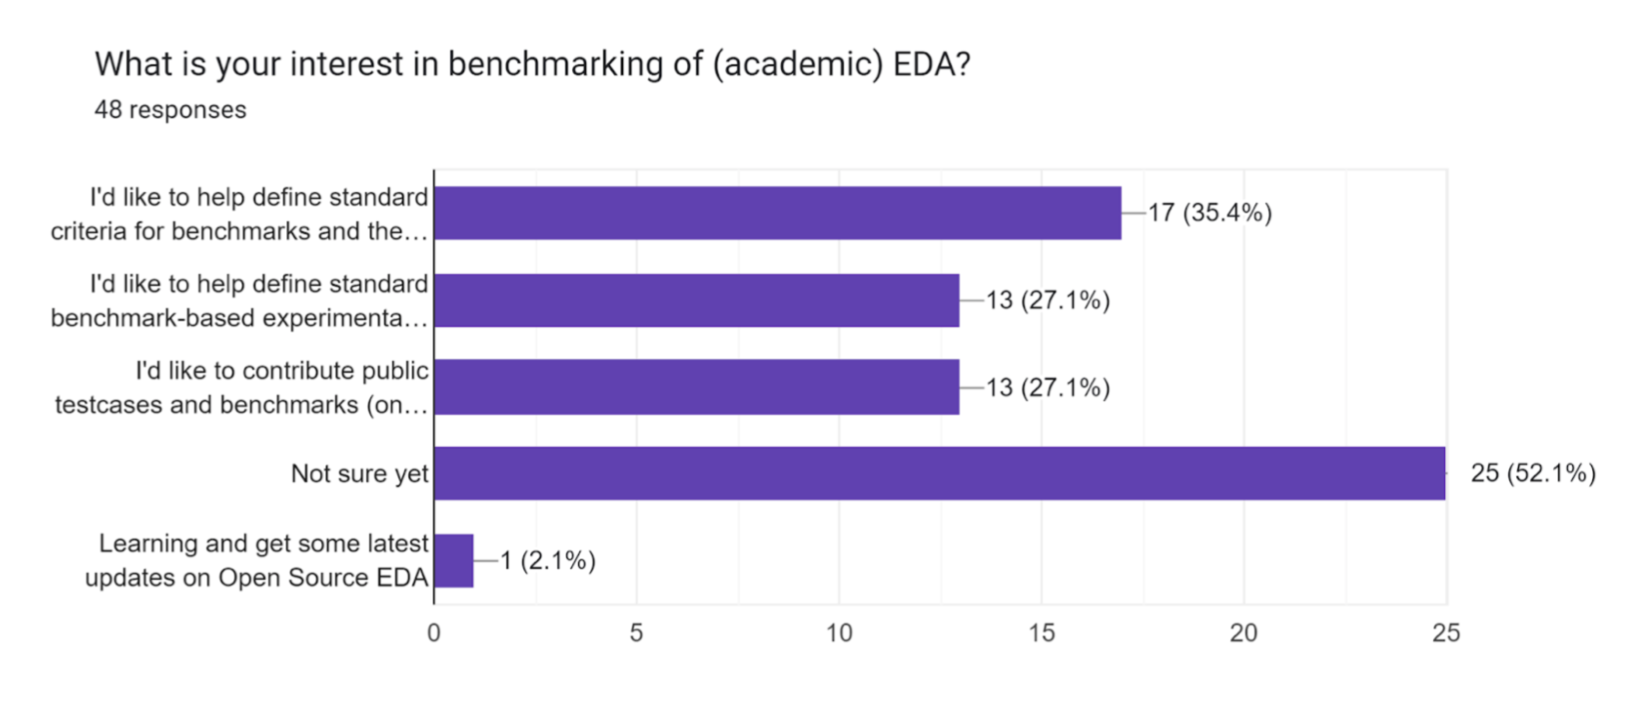 What is your interest in benchmarking of (academic) EDA?
48 responses
I'd like to help define standard
criteria for benchmarks and the…
17 (35.4%)
I'd like to help define standard
benchmark-based experimenta…
13 (27.1%)
I'd like to contribute public
testcases and benchmarks (on…
13 (27.1%)
Not sure yet
25 (52.1%)
Learning and get some latest
updates on Open Source EDA
1 (2.1%)
0 5 10 15 20 25